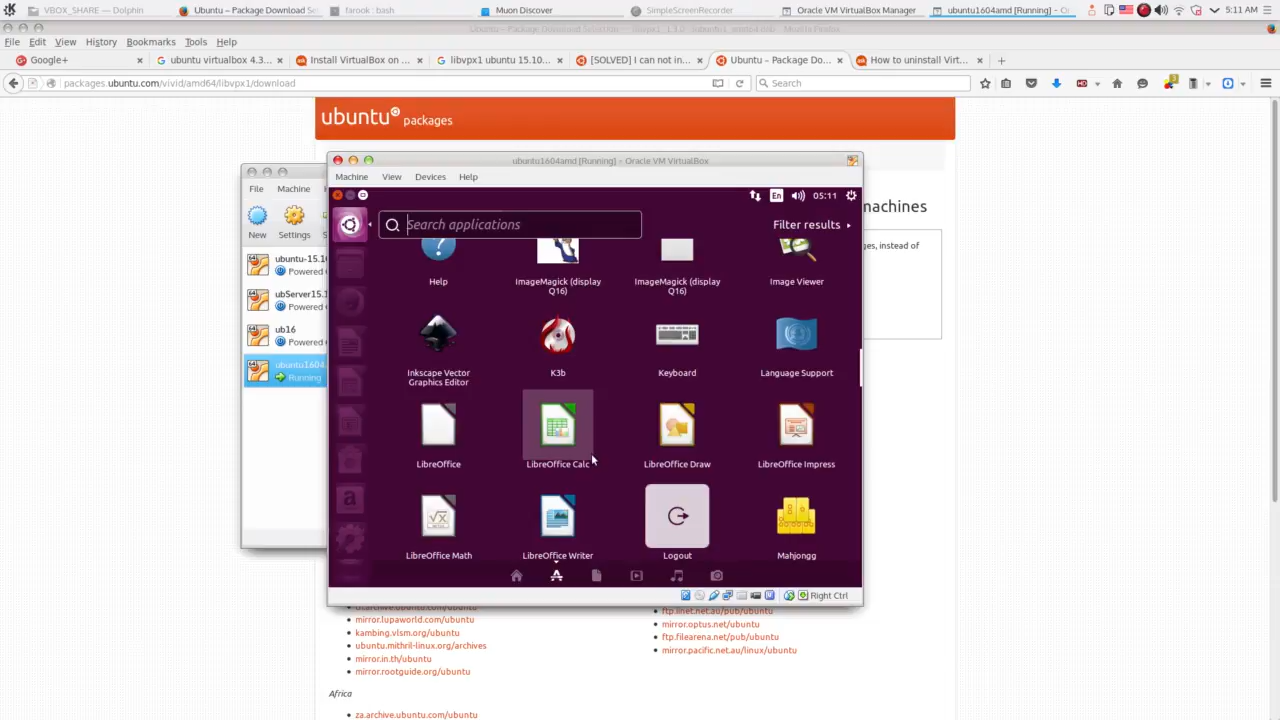 VBOX_SHARE — Dolphin
Ubuntu – Package Download Se
farook : bash
Muon Discover
SimpleScreenRecorder
Oracle VM VirtualBox Manager
ubuntu1604amd [Running] - O
5:11 AM
File Edit View History Bookmarks Tools Help
Google+
ubuntu virtualbox 4.3...
Install VirtualBox on ...
libvpx1 ubuntu 15.10...
[SOLVED] I can not in...
Ubuntu – Package Do...
How to uninstall Virt...
packages.ubuntu.com/vivid/amd64/libvpx1/download
Search
ubuntu packages
ubuntu1604amd [Running] - Oracle VM VirtualBox
File Machine
Machine View Devices Help
En
05:11
New Settings
Search applications
Filter results
machines
ges, instead of
ubuntu-15.10
Powered
ubServer15.1
Powered
ub16
Powered
ubuntu1604
Running
Help
ImageMagick (display
Q16)
ImageMagick (display
Q16)
Image Viewer
Inkscape Vector
Graphics Editor
K3b
Keyboard
Language Support
LibreOffice
LibreOffice Calc
LibreOffice Draw
LibreOffice Impress
LibreOffice Math
LibreOffice Writer
Logout
Mahjongg
Right Ctrl
th.archive.ubuntu.com/ubuntu
mirror.lupaworld.com/ubuntu
kambing.vlsm.org/ubuntu
ubuntu.mithril-linux.org/archives
mirror.in.th/ubuntu
mirror.rootguide.org/ubuntu
ftp.iinet.net.au/pub/ubuntu
mirror.optus.net/ubuntu
ftp.filearena.net/pub/ubuntu
mirror.pacific.net.au/linux/ubuntu
Africa
za.archive.ubuntu.com/ubuntu